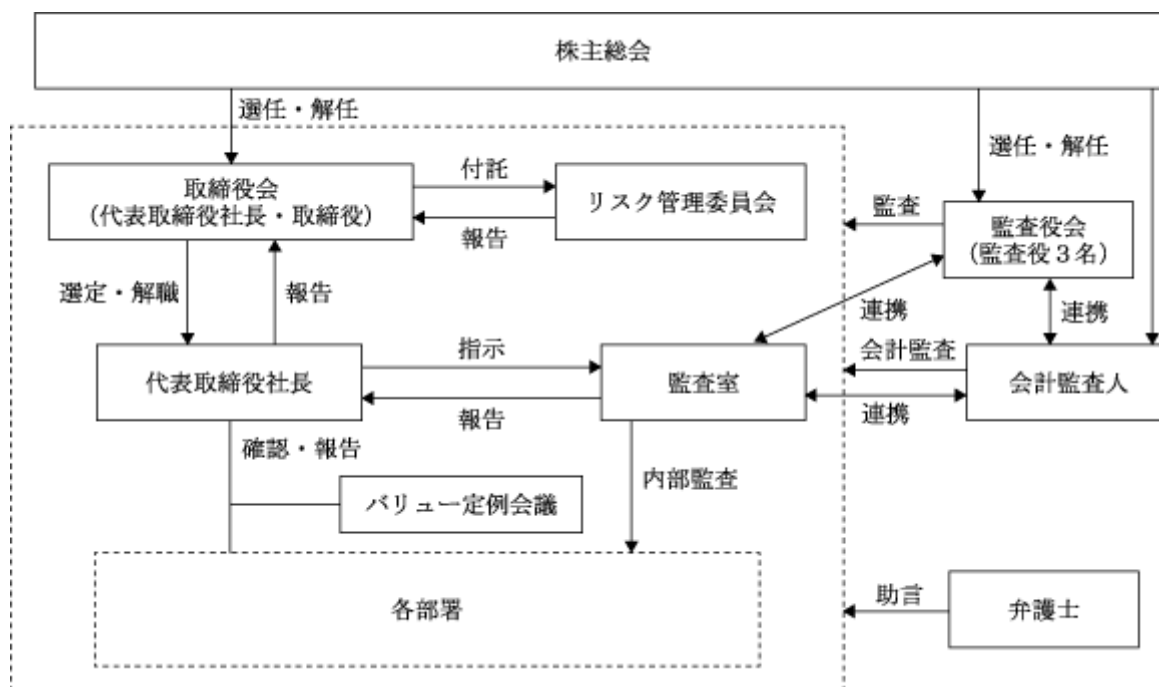 株主総会
選任・解任
選任・解任
取締役会
（代表取締役社長・取締役）
付託
報告
リスク管理委員会
監査
監査役会
（監査役３名）
選定・解職
報告
連携
連携
代表取締役社長
指示
報告
監査室
会計監査
連携
会計監査人
確認・報告
内部監査
バリュー定例会議
各部署
助言
弁護士